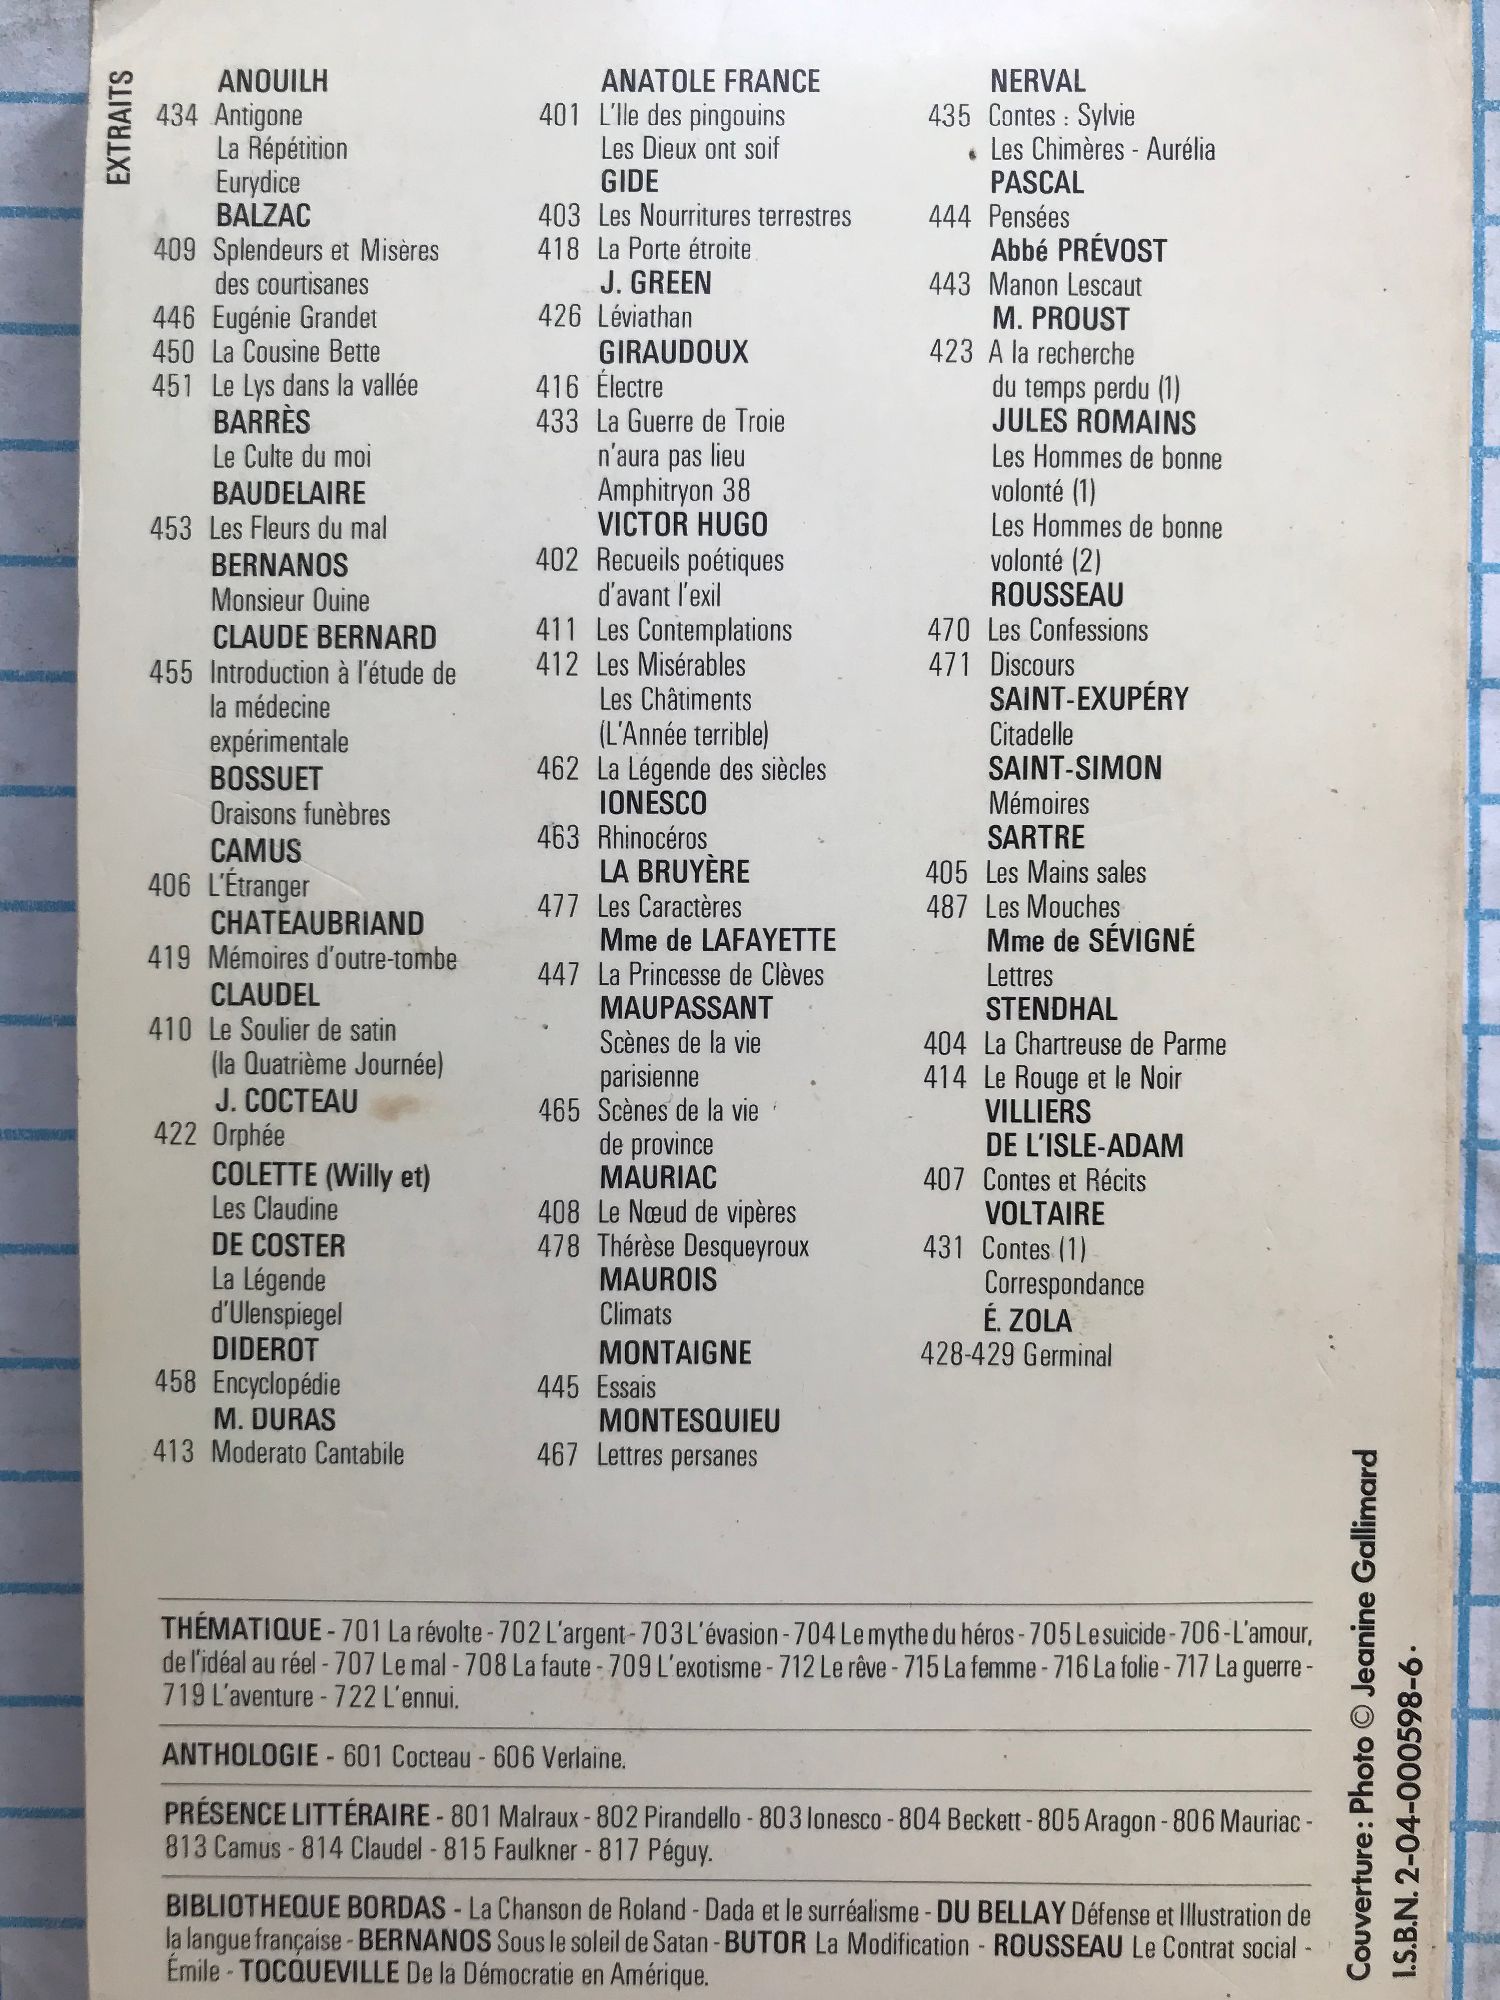 EXTRAITS
ANOUILH
434 Antigone
La Répétition
Eurydice
BALZAC
409 Splendeurs et Misères
des courtisanes
446 Eugénie Grandet
450 La Cousine Bette
451 Le Lys dans la vallée
BARRÈS
Le Culte du moi
BAUDELAIRE
453 Les Fleurs du mal
BERNANOS
Monsieur Ouine
CLAUDE BERNARD
455 Introduction à l'étude de
la médecine
expérimentale
BOSSUET
Oraisons funèbres
CAMUS
406 L'Étranger
CHATEAUBRIAND
419 Mémoires d'outre-tombe
CLAUDEL
410 Le Soulier de satin
(la Quatrième Journée)
J. COCTEAU
422 Orphée
COLETTE (Willy et)
Les Claudine
DE COSTER
La Légende
d'Ulenspiegel
DIDEROT
458 Encyclopédie
M. DURAS
413 Moderato Cantabile
ANATOLE FRANCE
401 L'Ile des pingouins
Les Dieux ont soif
GIDE
403 Les Nourritures terrestres
418 La Porte étroite
J. GREEN
426 Léviathan
GIRAUDOUX
416 Électre
433 La Guerre de Troie
n'aura pas lieu
Amphitryon 38
VICTOR HUGO
402 Recueils poétiques
d'avant l'exil
411 Les Contemplations
412 Les Misérables
Les Châtiments
(L'Année terrible)
462 La Légende des siècles
IONESCO
463 Rhinocéros
LA BRUYÈRE
477 Les Caractères
Mme de LAFAYETTE
447 La Princesse de Clèves
MAUPASSANT
Scènes de la vie
parisienne
465 Scènes de la vie
de province
MAURIAC
408 Le Nœud de vipères
478 Thérèse Desqueyroux
MAUROIS
Climats
MONTAIGNE
445 Essais
MONTESQUIEU
467 Lettres persanes
NERVAL
435 Contes : Sylvie
Les Chimères - Aurélia
PASCAL
444 Pensées
Abbé PRÉVOST
443 Manon Lescaut
M. PROUST
423 A la recherche
du temps perdu (1)
JULES ROMAINS
Les Hommes de bonne
volonté (1)
Les Hommes de bonne
volonté (2)
ROUSSEAU
470 Les Confessions
471 Discours
SAINT-EXUPÉRY
Citadelle
SAINT-SIMON
Mémoires
SARTRE
405 Les Mains sales
487 Les Mouches
Mme de SÉVIGNÉ
Lettres
STENDHAL
404 La Chartreuse de Parme
414 Le Rouge et le Noir
VILLIERS
DE L'ISLE-ADAM
407 Contes et Récits
VOLTAIRE
431 Contes (1)
Correspondance
É. ZOLA
428-429 Germinal
THÉMATIQUE - 701 La révolte - 702 L'argent - 703 L'évasion - 704 Le mythe du héros - 705 Le suicide - 706 - L'amour,
de l'idéal au réel - 707 Le mal - 708 La faute - 709 L'exotisme - 712 Le rêve - 715 La femme - 716 La folie - 717 La guerre -
719 L'aventure - 722 L'ennui.
ANTHOLOGIE - 601 Cocteau - 606 Verlaine.
PRÉSENCE LITTÉRAIRE - 801 Malraux - 802 Pirandello - 803 Ionesco - 804 Beckett - 805 Aragon - 806 Mauriac -
813 Camus - 814 Claudel - 815 Faulkner - 817 Péguy.
BIBLIOTHEQUE BORDAS - La Chanson de Roland - Dada et le surréalisme - DU BELLAY Défense et Illustration de
la langue française - BERNANOS Sous le soleil de Satan - BUTOR La Modification - ROUSSEAU Le Contrat social -
Émile - TOCQUEVILLE De la Démocratie en Amérique.
Couverture : Photo © Jeanine Gallimard
I.S.B.N. 2-04-000598-6.